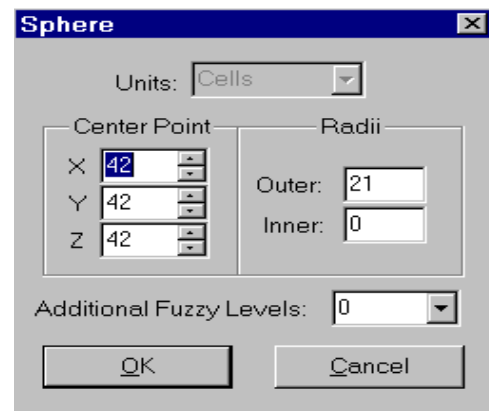 Sphere
Units: Cells
Center Point
X 42
Y 42
Z 42
Radii
Outer: 21
Inner: 0
Additional Fuzzy Levels: 0
OK
Cancel